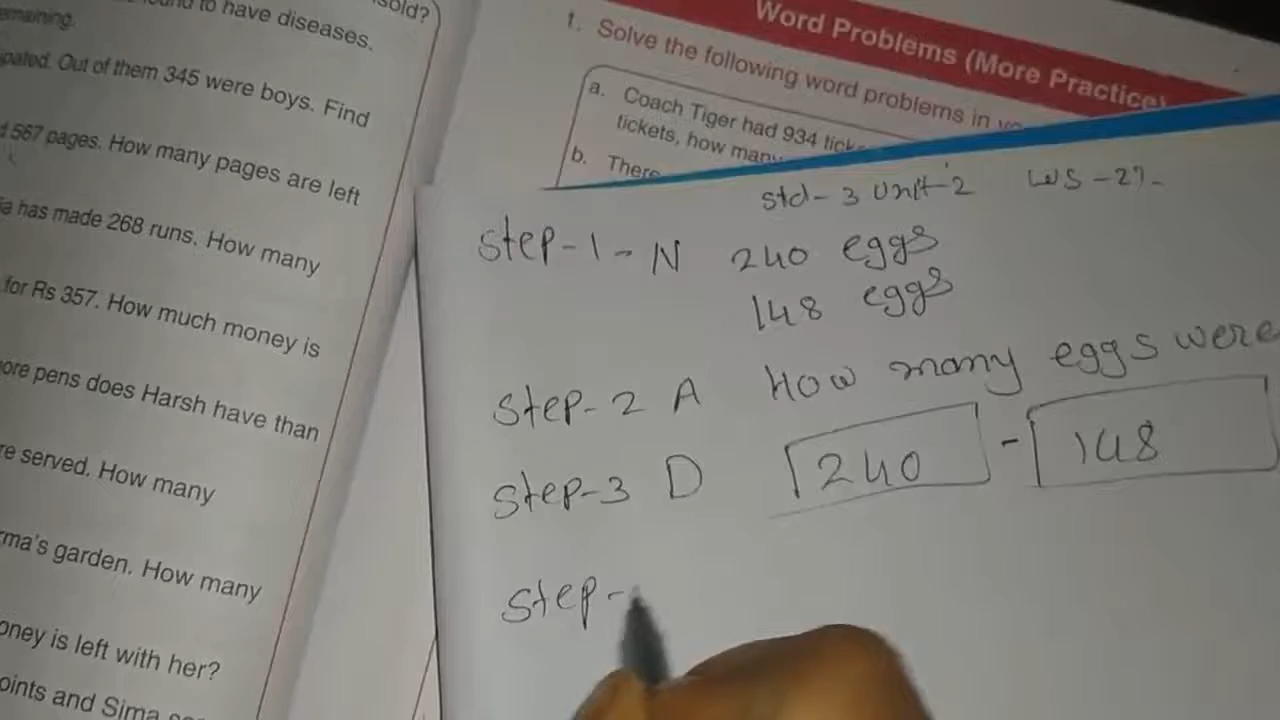 sold?
to have diseases.
emaining.
ipated. Out of them 345 were boys. Find
567 pages. How many pages are left
has made 268 runs. How many
for Rs 357. How much money is
ore pens does Harsh have than
re served. How many
rma's garden. How many
oney is left with her?
oints and Sima
Word Problems (More Practice)
1. Solve the following word problems in
a. Coach Tiger had 934 tick
tickets, how many
b. There
Std-3 Unit-2 WS-27-
Step-1-N 240 eggs
148 eggs
Step-2 A How many eggs were
Step-3 D 240 - 148
Step-